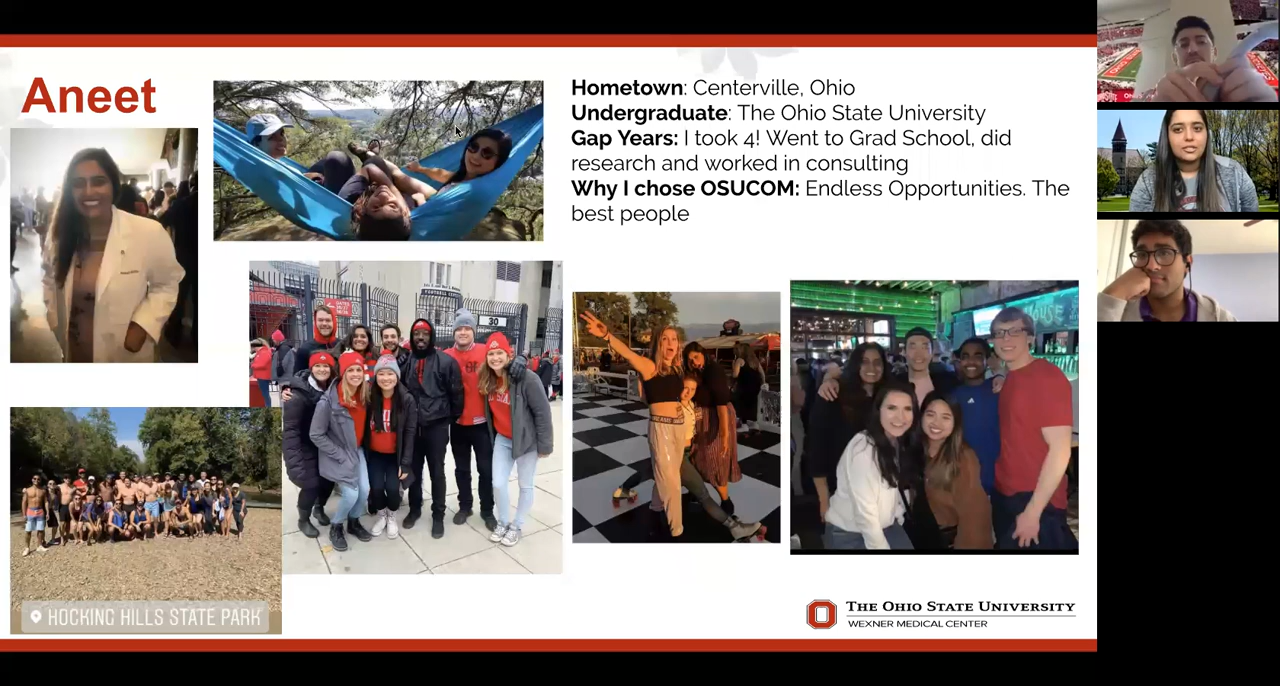 Aneet
Hometown: Centerville, Ohio
Undergraduate: The Ohio State University
Gap Years: I took 4! Went to Grad School, did
research and worked in consulting
Why I chose OSUCOM: Endless Opportunities. The
best people
30
HOCKING HILLS STATE PARK
THE OHIO STATE UNIVERSITY
WEXNER MEDICAL CENTER